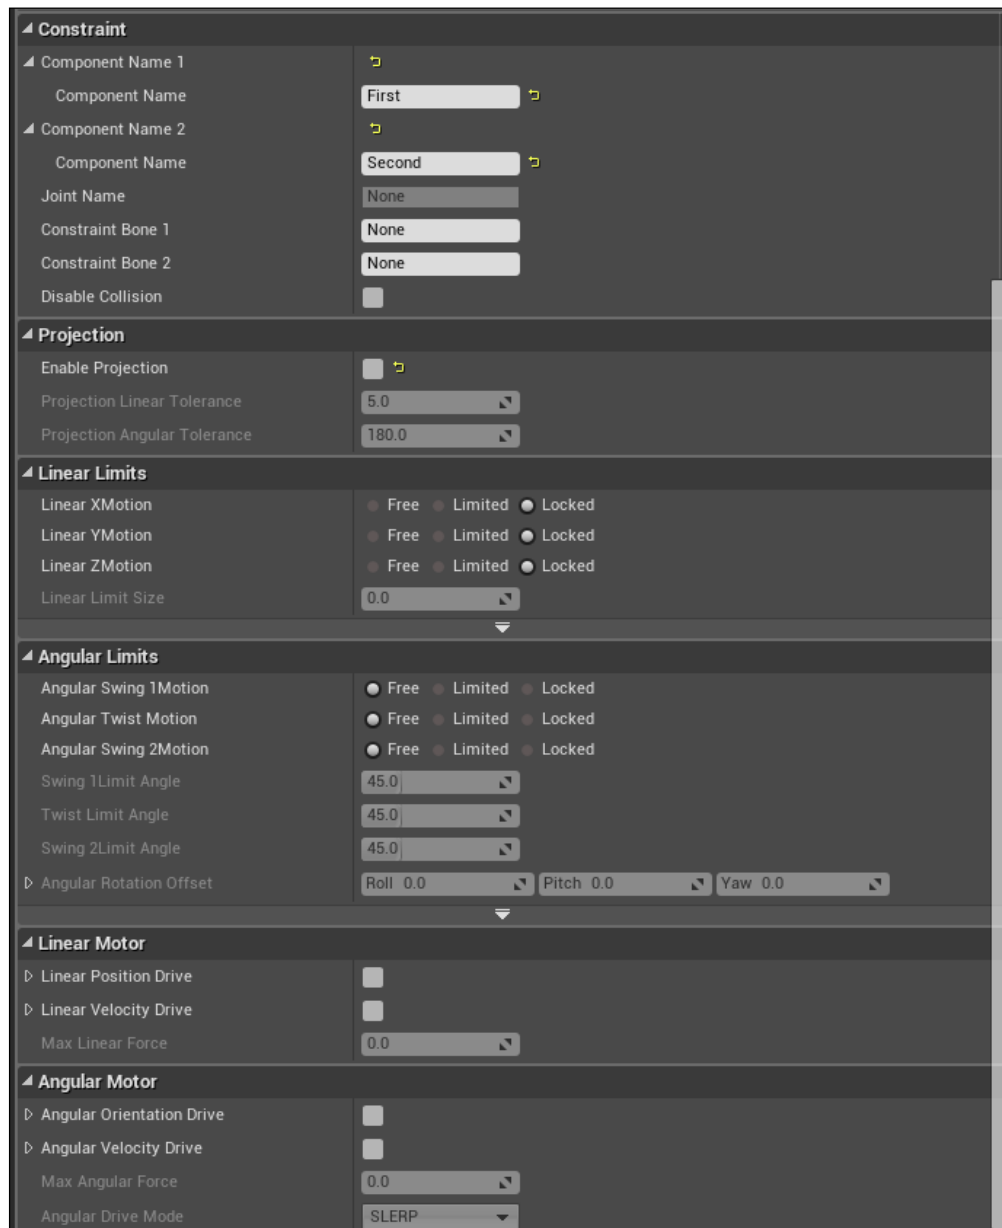 Constraint
Component Name 1
Component Name First
Component Name 2
Component Name Second
Joint Name None
Constraint Bone 1 None
Constraint Bone 2 None
Disable Collision
Projection
Enable Projection
Projection Linear Tolerance 5.0
Projection Angular Tolerance 180.0
Linear Limits
Linear XMotion Free Limited Locked
Linear YMotion Free Limited Locked
Linear ZMotion Free Limited Locked
Linear Limit Size 0.0
Angular Limits
Angular Swing 1Motion Free Limited Locked
Angular Twist Motion Free Limited Locked
Angular Swing 2Motion Free Limited Locked
Swing 1Limit Angle 45.0
Twist Limit Angle 45.0
Swing 2Limit Angle 45.0
Angular Rotation Offset Roll 0.0 Pitch 0.0 Yaw 0.0
Linear Motor
Linear Position Drive
Linear Velocity Drive
Max Linear Force 0.0
Angular Motor
Angular Orientation Drive
Angular Velocity Drive
Max Angular Force 0.0
Angular Drive Mode SLERP